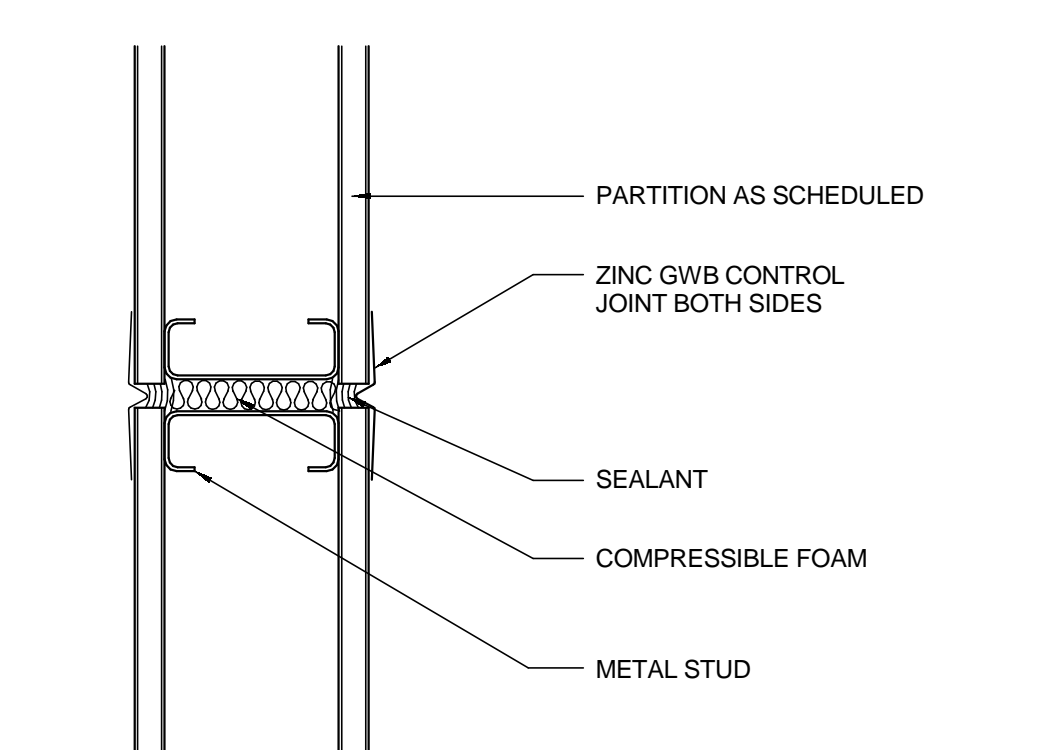 PARTITION AS SCHEDULED
ZINC GWB CONTROL
JOINT BOTH SIDES
SEALANT
COMPRESSIBLE FOAM
METAL STUD